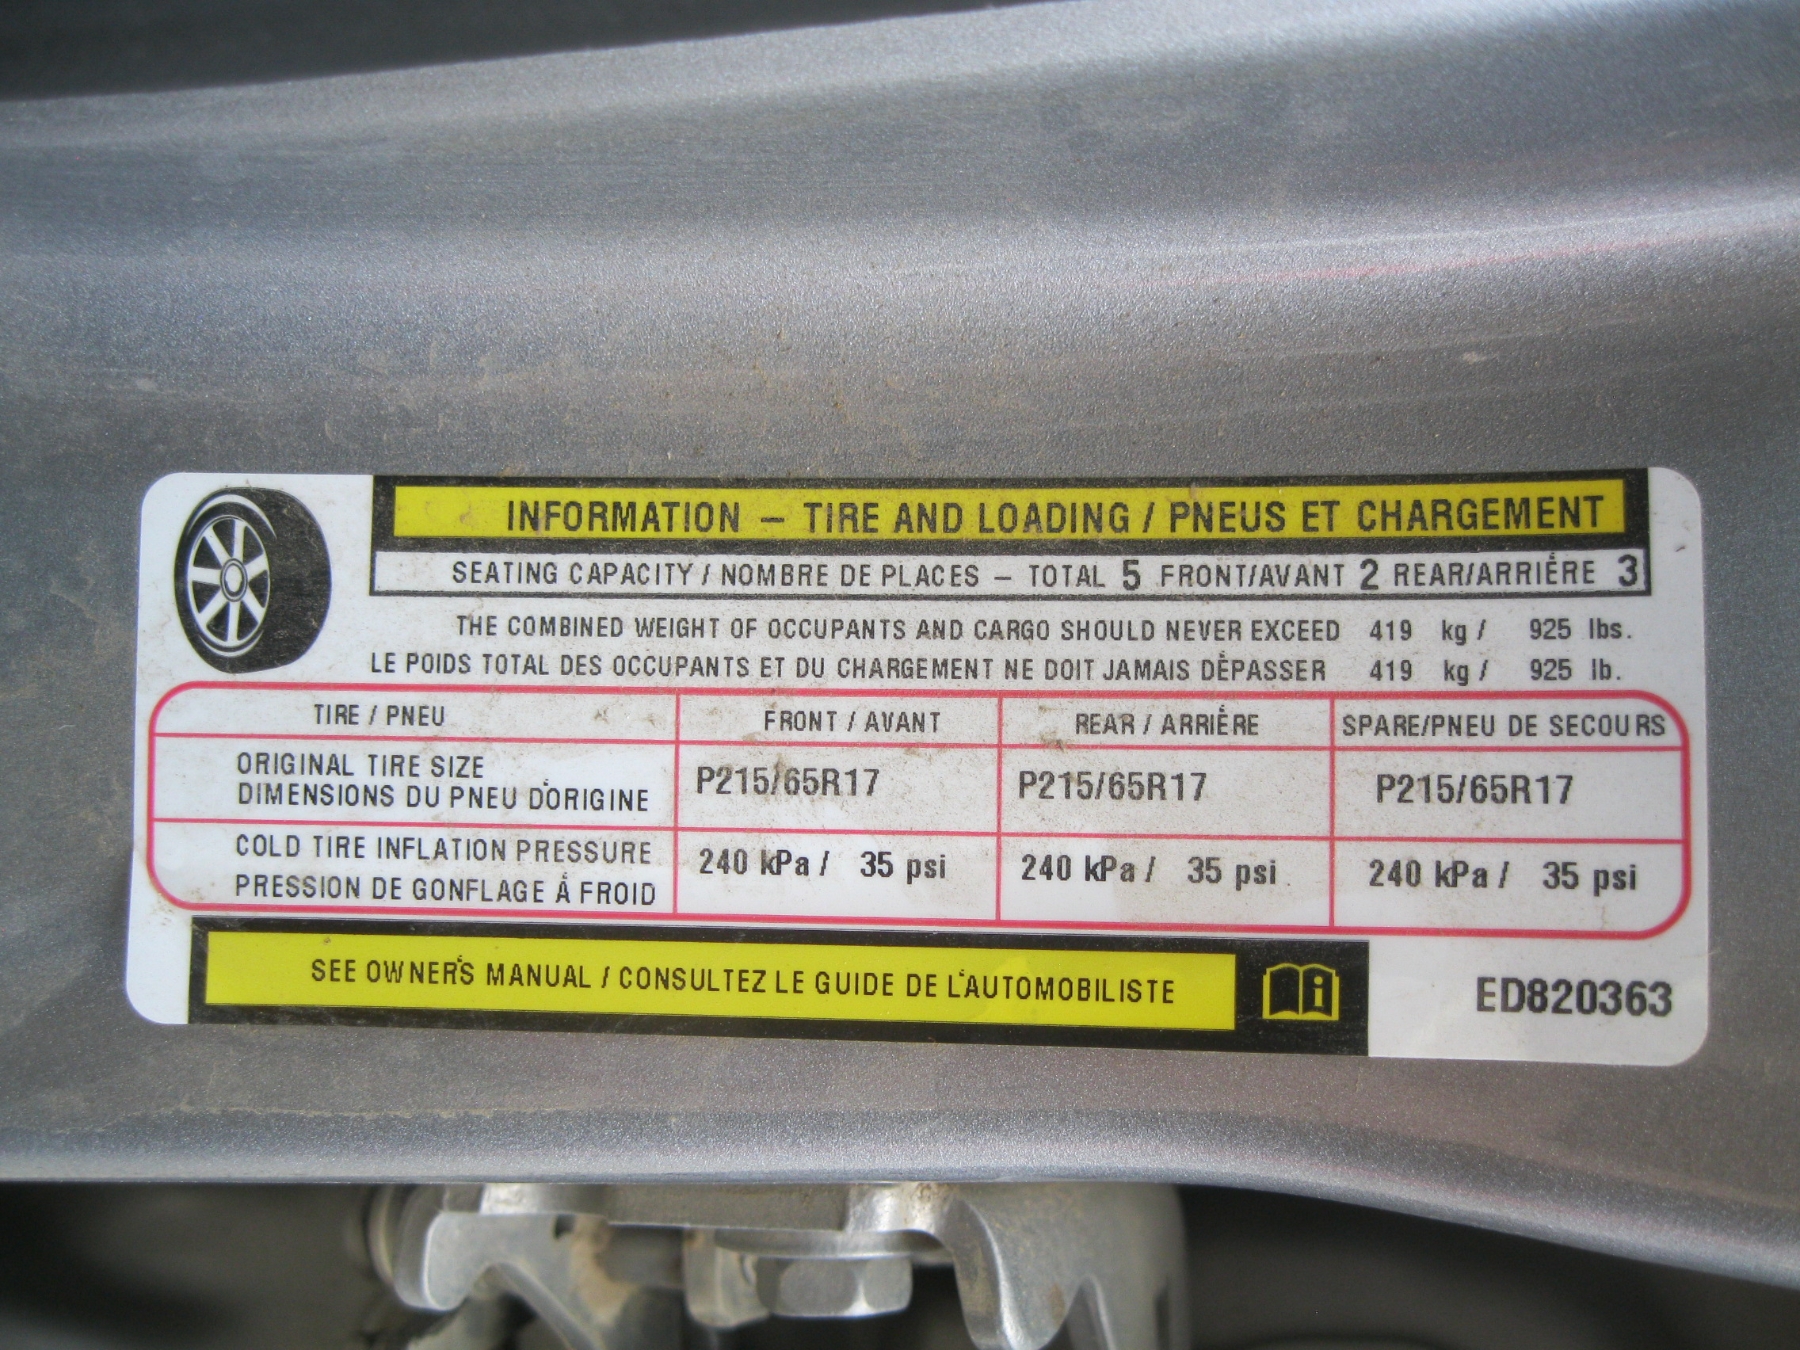 INFORMATION – TIRE AND LOADING / PNEUS ET CHARGEMENT
SEATING CAPACITY / NOMBRE DE PLACES – TOTAL 5 FRONT/AVANT 2 REAR/ARRIÈRE 3
THE COMBINED WEIGHT OF OCCUPANTS AND CARGO SHOULD NEVER EXCEED 419 kg / 925 lbs.
LE POIDS TOTAL DES OCCUPANTS ET DU CHARGEMENT NE DOIT JAMAIS DÉPASSER 419 kg / 925 lb.
TIRE / PNEU FRONT / AVANT REAR / ARRIÈRE SPARE/PNEU DE SECOURS
ORIGINAL TIRE SIZE
DIMENSIONS DU PNEU D'ORIGINE P215/65R17 P215/65R17 P215/65R17
COLD TIRE INFLATION PRESSURE 240 kPa / 35 psi 240 kPa / 35 psi 240 kPa / 35 psi
PRESSION DE GONFLAGE À FROID
SEE OWNER'S MANUAL / CONSULTEZ LE GUIDE DE L'AUTOMOBILISTE
ED820363